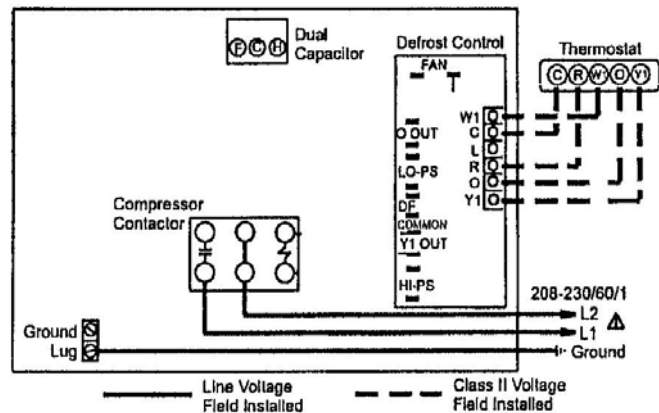 Dual
Capacitor
F C H
Defrost Control
FAN
Thermostat
C R W1 O Y1
W1
C
L
R
O
Y1
O OUT
LO-PS
DF
COMMON
Y1 OUT
HI-PS
Compressor
Contactor
208-230/60/1
L2
L1
Ground
Ground
Lug
Line Voltage
Field Installed
Class II Voltage
Field Installed